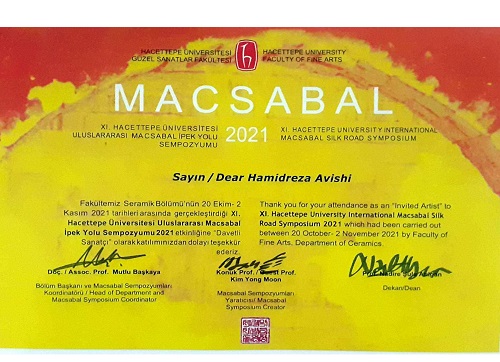 HACETTEPE ÜNİVERSİTESİ
GÜZEL SANATLAR FAKÜLTESİ
HACETTEPE UNIVERSITY
FACULTY OF FINE ARTS
MACSABAL
XI. HACETTEPE ÜNİVERSİTESİ
ULUSLARARASI MACSABAL İPEK YOLU
SEMPOZYUMU
2021
XI. HACETTEPE UNIVERSITY INTERNATIONAL
MACSABAL SILK ROAD SYMPOSIUM
Sayın / Dear Hamidreza Avishi
Fakültemiz Seramik Bölümü'nün 20 Ekim- 2
Kasım 2021 tarihleri arasında gerçekleştirdiği XI.
Hacettepe Üniversitesi Uluslararası Macsabal
İpek Yolu Sempozyumu 2021 etkinliğine "Davetli
Sanatçı" olarak katılımınızdan dolayı teşekkür
ederiz.
Thank you for your attendance as an "Invited Artist" to
XI. Hacettepe University International Macsabal Silk
Road Symposium 2021 which had been carried out
between 20 October- 2 November 2021 by Faculty of
Fine Arts, Department of Ceramics.
Doç. / Assoc. Prof. Mutlu Başkaya
Bölüm Başkanı ve Macsabal Sempozyumları
Koordinatörü / Head of Department and
Macsabal Symposium Coordinator
Konuk Prof. / Guest Prof.
Kim Yong Moon
Macsabal Sempozyumları
Yaratıcısı/ Macsabal
Symposium Creator
Prof.
Dekan/Dean